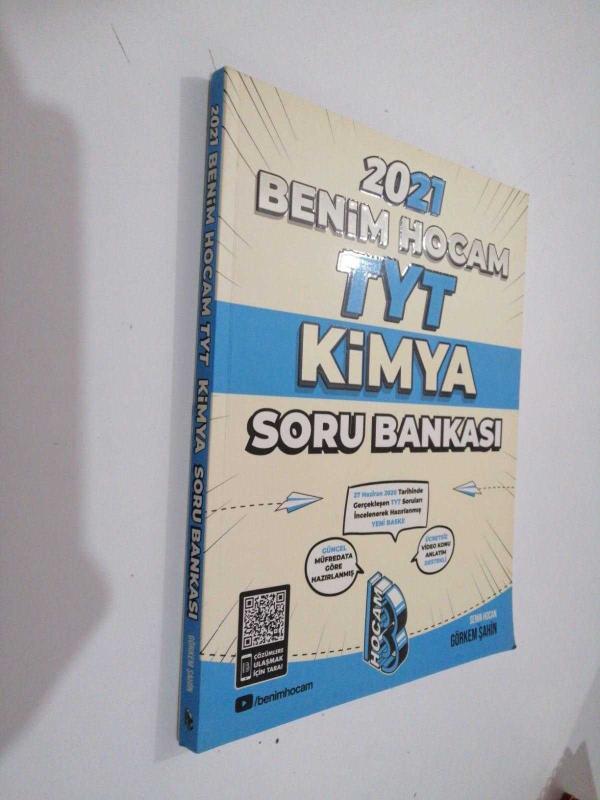 2021 BENİM HOCAM TYT KİMYA SORU BANKASI
GÖRKEM ŞAHİN
2021
BENİM HOCAM
TYT
KİMYA
SORU BANKASI
27 Haziran 2020 Tarihinde
Gerçekleşen TYT Soruları
İncelenerek Hazırlanmış
YENİ BASKI
GÜNCEL
MÜFREDATA
GÖRE
HAZIRLANMIŞ
ÜCRETSİZ
VİDEO KONU
ANLATIM
DESTEKLİ
HOCAM
B
ÇÖZÜMLERE
ULAŞMAK
İÇİN TARA!
/benimhocam
SENİN HOCAN
GÖRKEM ŞAHİN